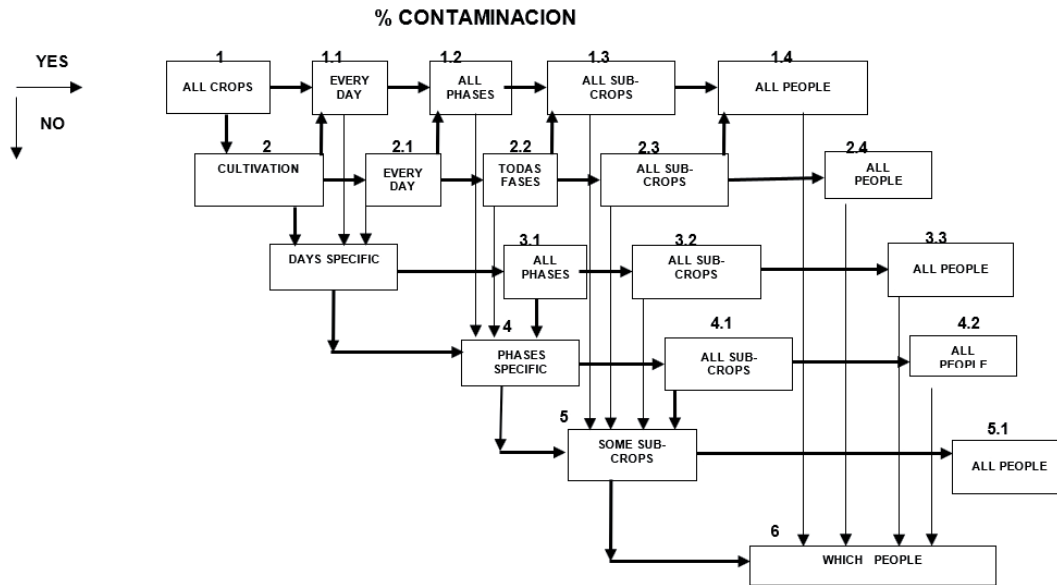 % CONTAMINACION
YES
NO
1
ALL CROPS
1.1
EVERY
DAY
1.2
ALL
PHASES
1.3
ALL SUB-
CROPS
1.4
ALL PEOPLE
2
CULTIVATION
2.1
EVERY
DAY
2.2
TODAS
FASES
2.3
ALL SUB-
CROPS
2.4
ALL
PEOPLE
DAYS SPECIFIC
3.1
ALL
PHASES
3.2
ALL SUB-
CROPS
3.3
ALL PEOPLE
4
PHASES
SPECIFIC
4.1
ALL SUB-
CROPS
4.2
ALL
PEOPLE
5
SOME SUB-
CROPS
5.1
ALL PEOPLE
6
WHICH PEOPLE